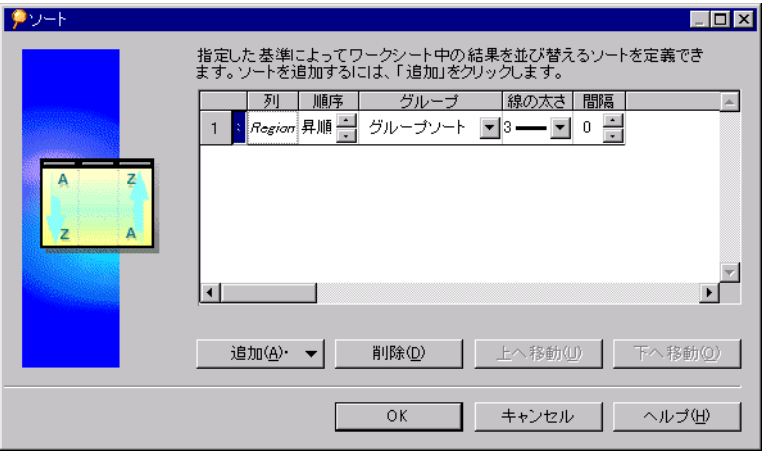 ソート
指定した基準によってワークシート中の結果を並び替えるソートを定義でき
ます。ソートを追加するには、「追加」をクリックします。
列 順序 グループ 線の太さ 間隔
1 Region 昇順 グループソート 3 0
A Z
Z A
追加(A)· 削除(D) 上へ移動(U) 下へ移動(O)
OK キャンセル ヘルプ(H)